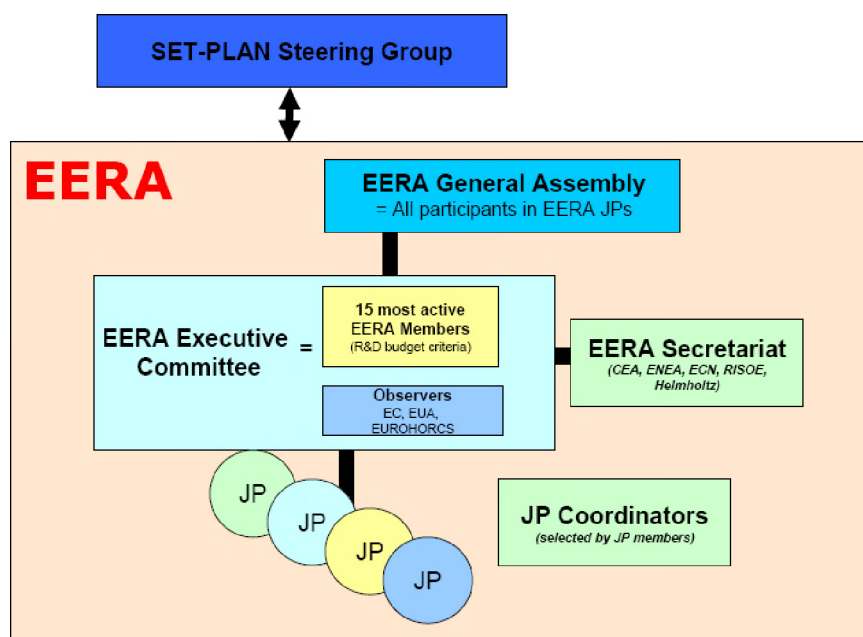 SET-PLAN Steering Group
EERA
EERA General Assembly
= All participants in EERA JPs
EERA Executive
Committee
=
15 most active
EERA Members
(R&D budget criteria)
Observers
EC, EUA,
EUROHORCS
EERA Secretariat
(CEA, ENEA, ECN, RISOE,
Helmholtz)
JP
JP
JP
JP
JP Coordinators
(selected by JP members)